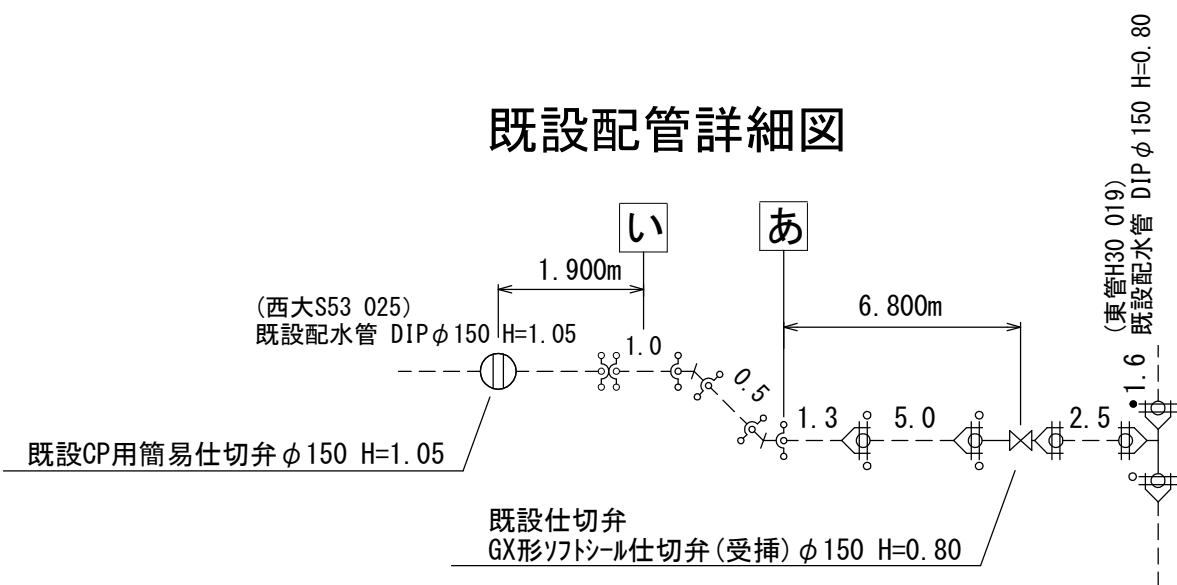 既設配管詳細図
い
あ
1.900m
6.800m
(西大S53 025)
既設配水管 DIPφ150 H=1.05
1.0
0.5
1.3
5.0
2.5
1.6
(東管H30 019)
既設配水管 DIPφ150 H=0.80
既設CP用簡易仕切弁φ150 H=1.05
既設仕切弁
GX形ソフトシール仕切弁(受挿)φ150 H=0.80